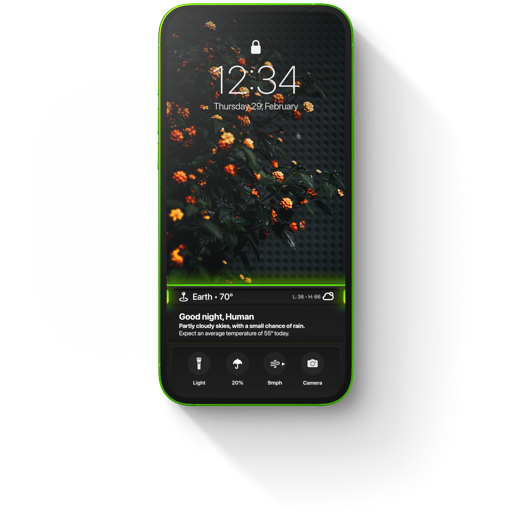 12:34
Thursday 29, February
Earth • 70°
L: 36 • H: 66
Good night, Human
Partly cloudy skies, with a small chance of rain.
Expect an average temperature of 55° today.
Light
20%
9mph
Camera